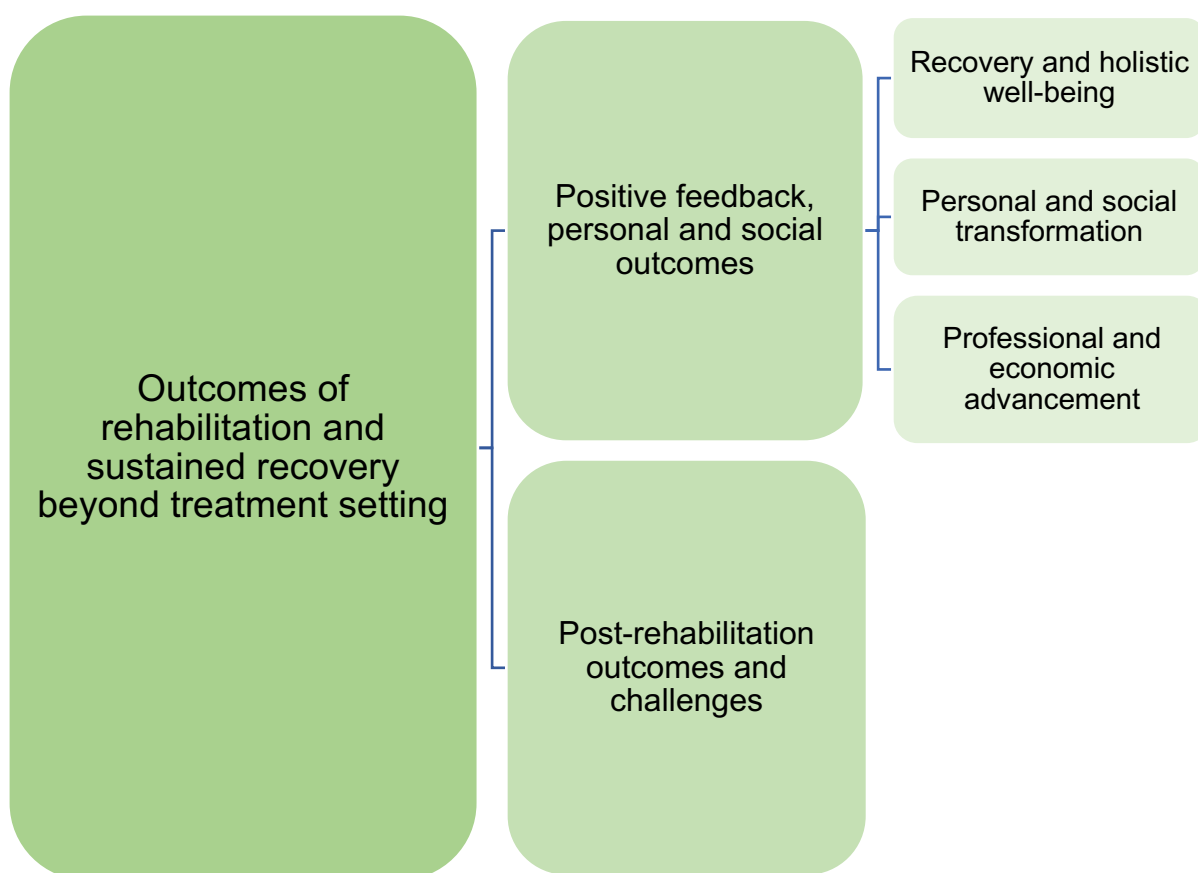 Outcomes of
rehabilitation and
sustained recovery
beyond treatment setting
Positive feedback,
personal and social
outcomes
Recovery and holistic
well-being
Personal and social
transformation
Professional and
economic
advancement
Post-rehabilitation
outcomes and
challenges